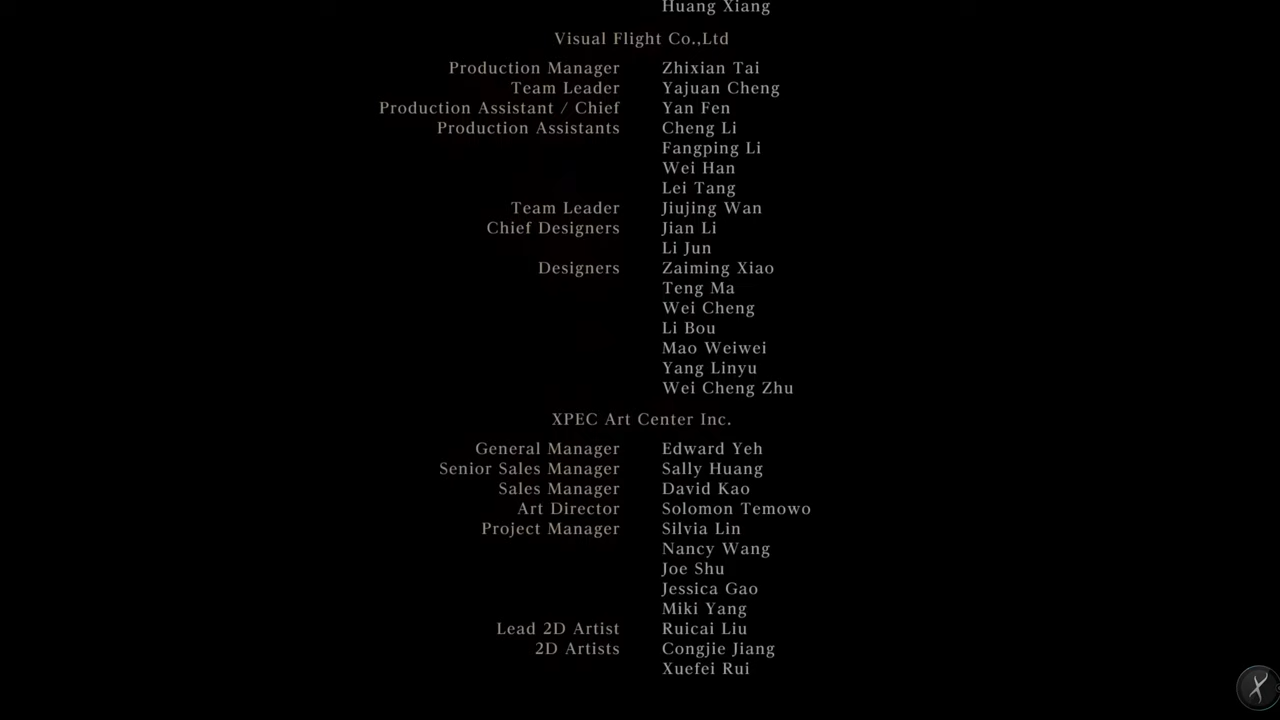 Huang Xiang
Visual Flight Co.,Ltd
Production Manager Zhixian Tai
Team Leader Yajuan Cheng
Production Assistant / Chief Yan Fen
Production Assistants Cheng Li
Fangping Li
Wei Han
Lei Tang
Team Leader Jiujing Wan
Chief Designers Jian Li
Li Jun
Designers Zaiming Xiao
Teng Ma
Wei Cheng
Li Bou
Mao Weiwei
Yang Linyu
Wei Cheng Zhu
XPEC Art Center Inc.
General Manager Edward Yeh
Senior Sales Manager Sally Huang
Sales Manager David Kao
Art Director Solomon Temowo
Project Manager Silvia Lin
Nancy Wang
Joe Shu
Jessica Gao
Miki Yang
Lead 2D Artist Ruicai Liu
2D Artists Congjie Jiang
Xuefei Rui